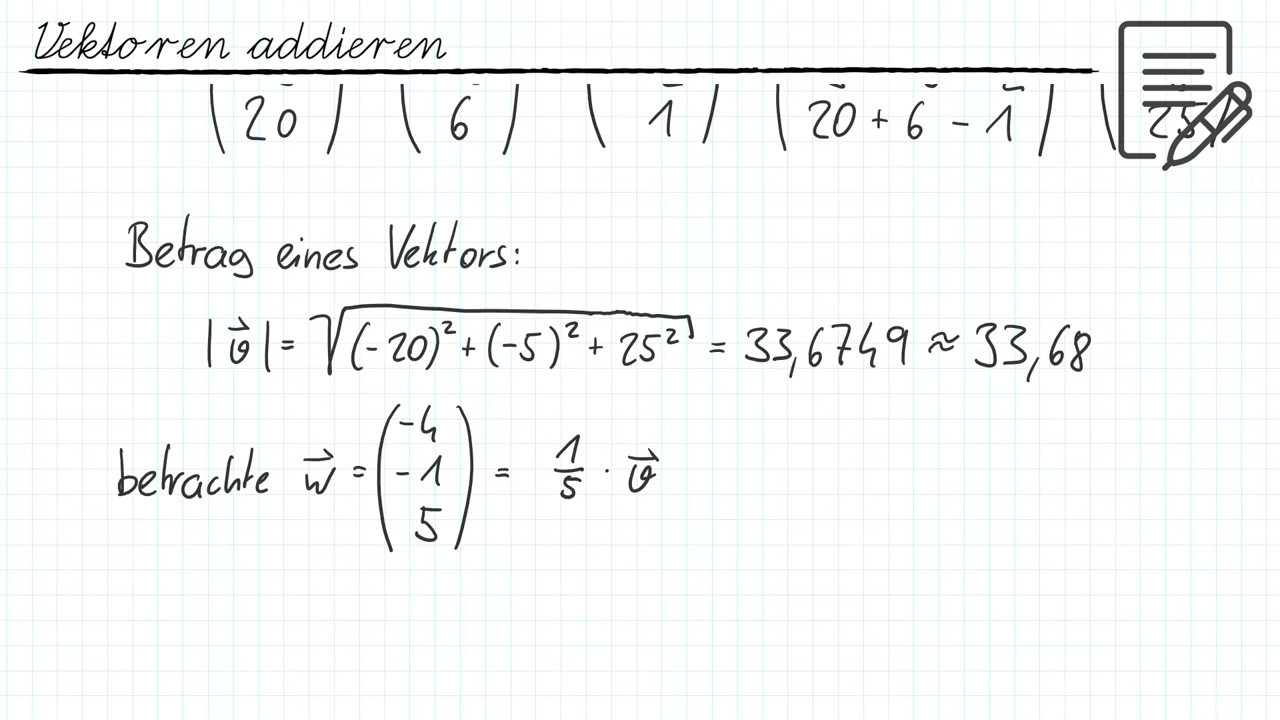 Vektoren addieren
( 20 ) ( 6 ) ( 1 ) ( 20 + 6 - 1 ) ( 25
Betrag eines Vektors:
|v⃗| = √((-20)² + (-5)² + 25²) = 33,6749 ≈ 33,68
betrachte w⃗ = (-4 -1 5) = 1/5 · v⃗